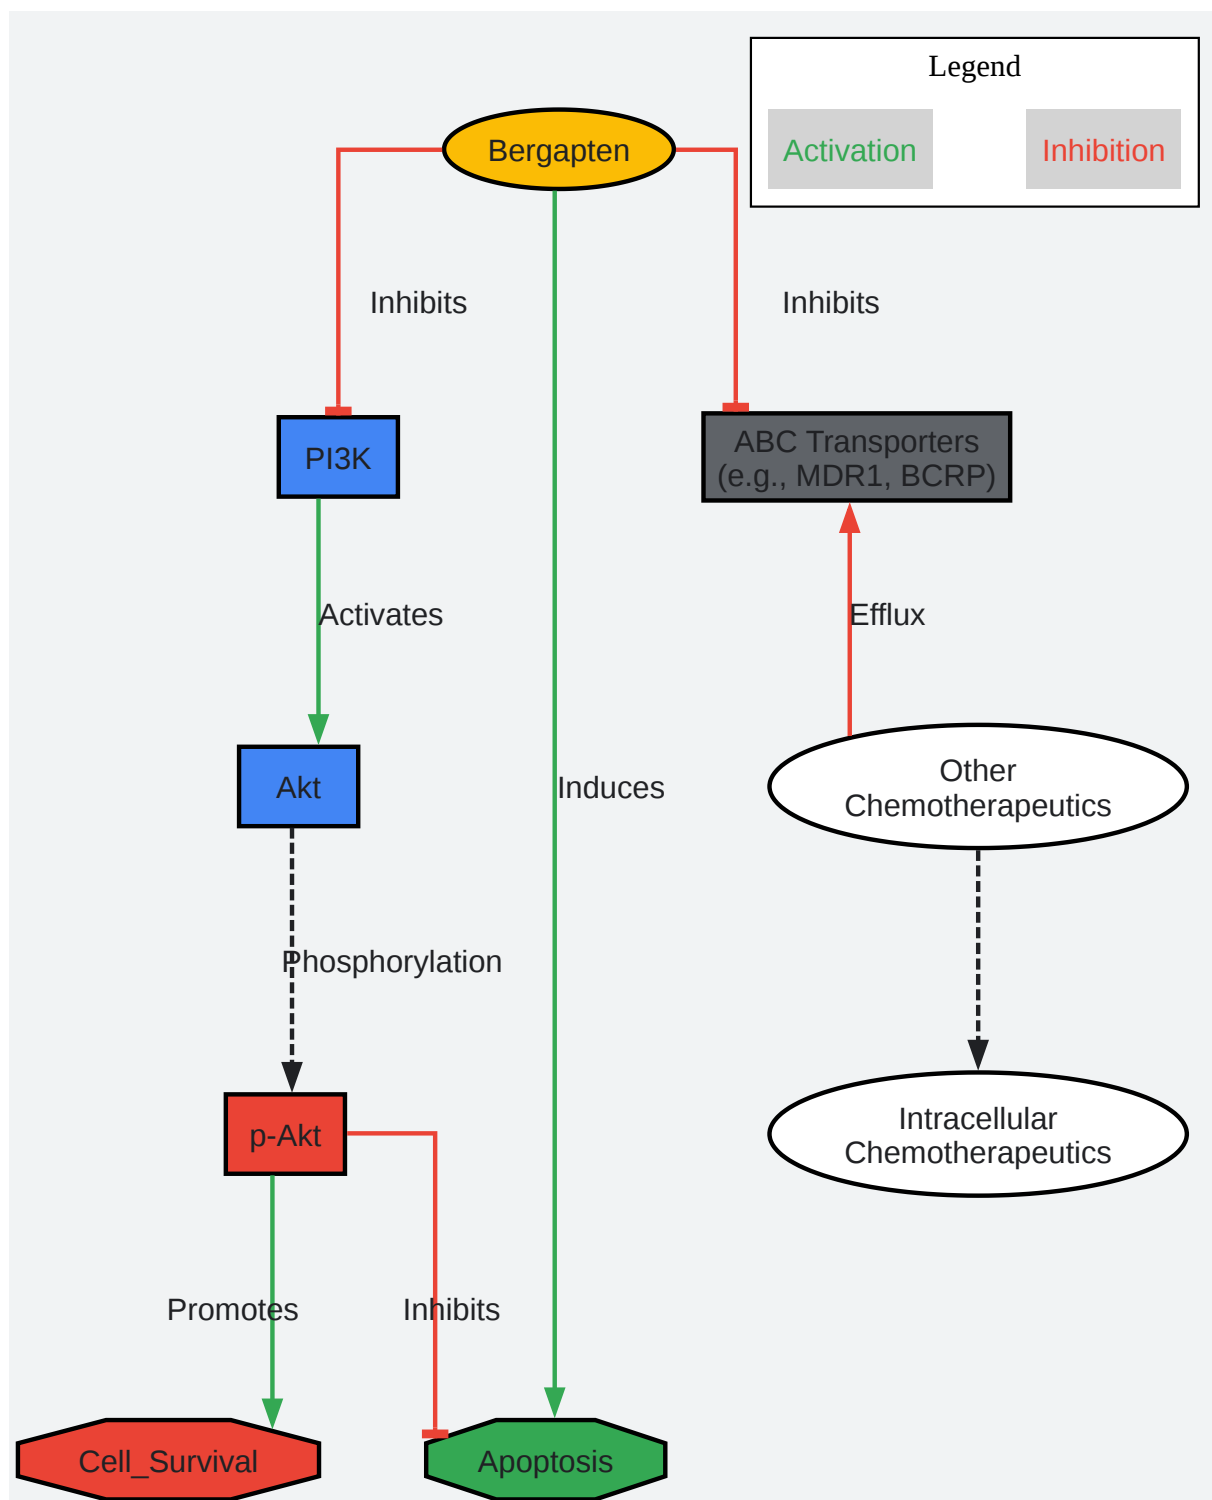 Legend
Activation
Inhibition
Bergapten
Inhibits
Inhibits
PI3K
ABC Transporters
(e.g., MDR1, BCRP)
Activates
Efflux
Akt
Induces
Other
Chemotherapeutics
Phosphorylation
p-Akt
Intracellular
Chemotherapeutics
Promotes
Inhibits
Cell_Survival
Apoptosis